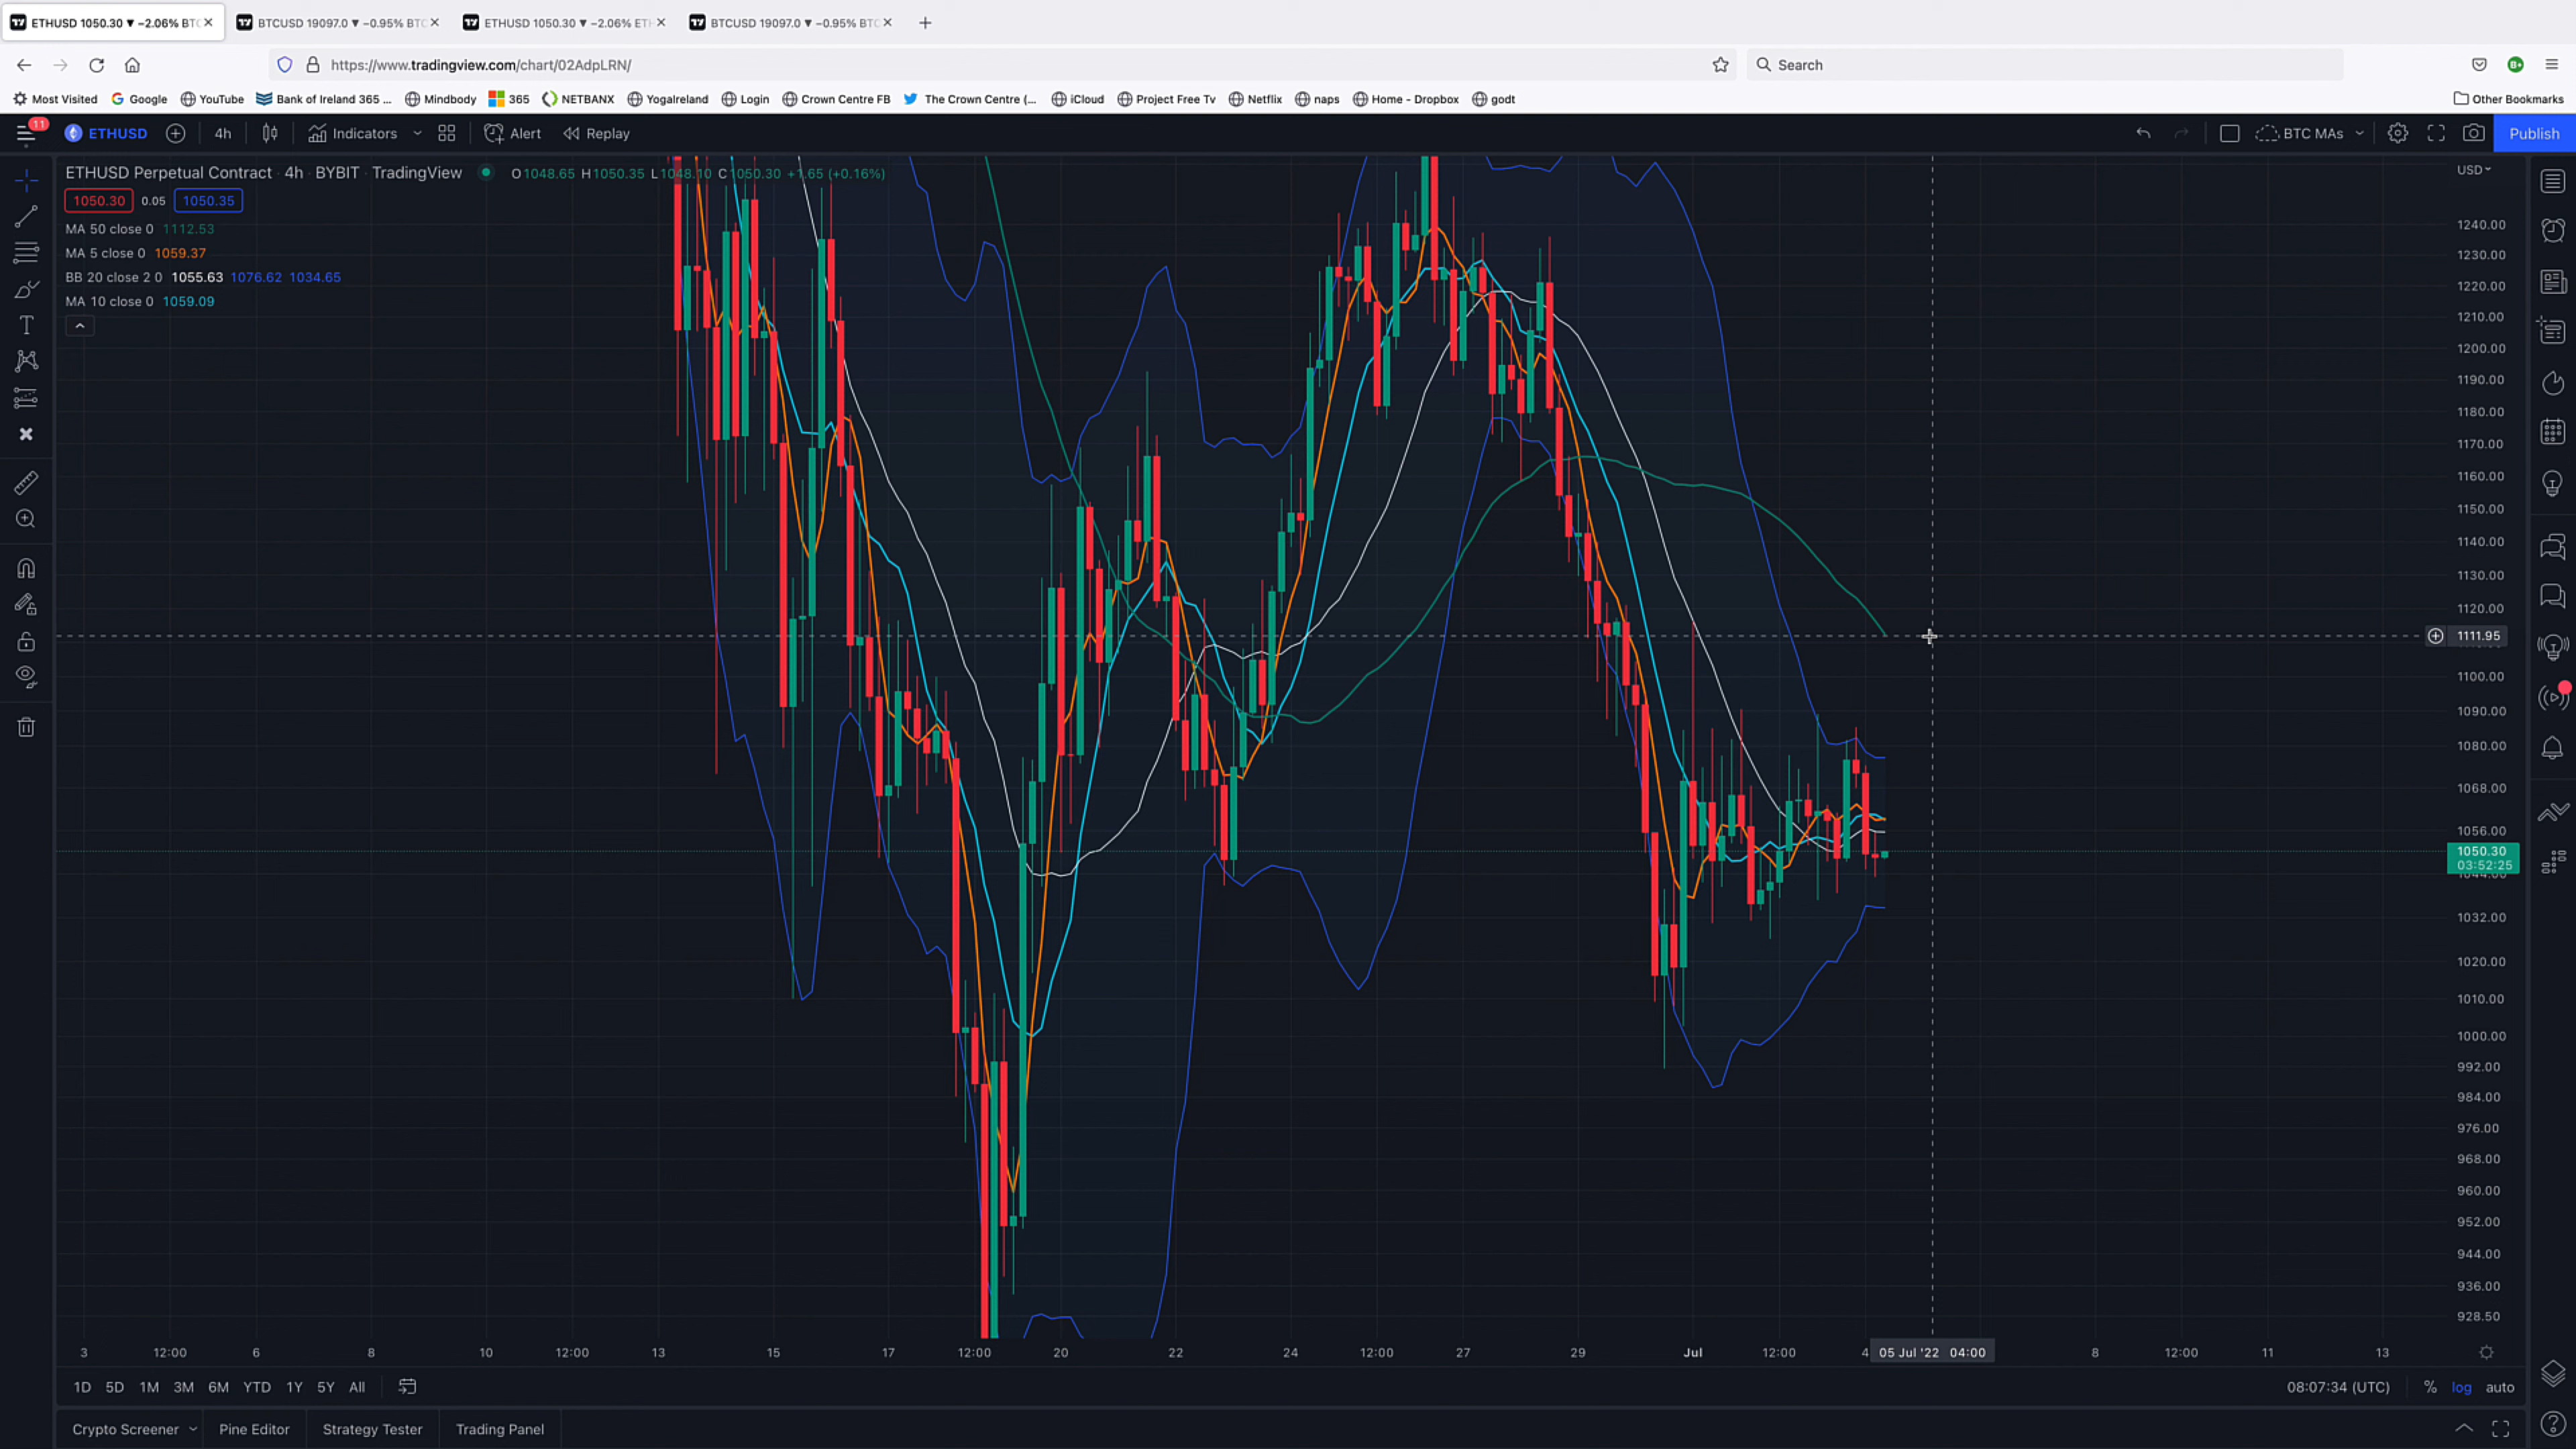 ETHUSD 1050.30 ▼ −2.06% BTC
BTCUSD 19097.0 ▼ −0.95% BTC
ETHUSD 1050.30 ▼ −2.06% ETH
BTCUSD 19097.0 ▼ −0.95% BTC
https://www.tradingview.com/chart/02AdpLRN/
Search
Most Visited
Google
YouTube
Bank of Ireland 365 ...
Mindbody
365
NETBANX
YogaIreland
Login
Crown Centre FB
The Crown Centre (...
iCloud
Project Free Tv
Netflix
naps
Home - Dropbox
godt
Other Bookmarks
11
ETHUSD
4h
Indicators
Alert
Replay
BTC MAs
Publish
ETHUSD Perpetual Contract · 4h · BYBIT · TradingView
O1048.65 H1050.35 L1048.10 C1050.30 +1.65 (+0.16%)
USD
1050.30 0.05 1050.35
MA 50 close 0 1112.53
MA 5 close 0 1059.37
BB 20 close 2 0 1055.63 1076.62 1034.65
MA 10 close 0 1059.09
1240.00
1230.00
1220.00
1210.00
1200.00
1190.00
1180.00
1170.00
1160.00
1150.00
1140.00
1130.00
1120.00
1111.95
1100.00
1090.00
1080.00
1068.00
1056.00
1050.30
03:52:25
1044.00
1032.00
1020.00
1010.00
1000.00
992.00
984.00
976.00
968.00
960.00
952.00
944.00
936.00
928.50
3 12:00 6 8 10 12:00 13 15 17 12:00 20 22 24 12:00 27 29 Jul 12:00 4 05 Jul '22 04:00 8 12:00 11 13
1D 5D 1M 3M 6M YTD 1Y 5Y All
08:07:34 (UTC) % log auto
Crypto Screener
Pine Editor
Strategy Tester
Trading Panel